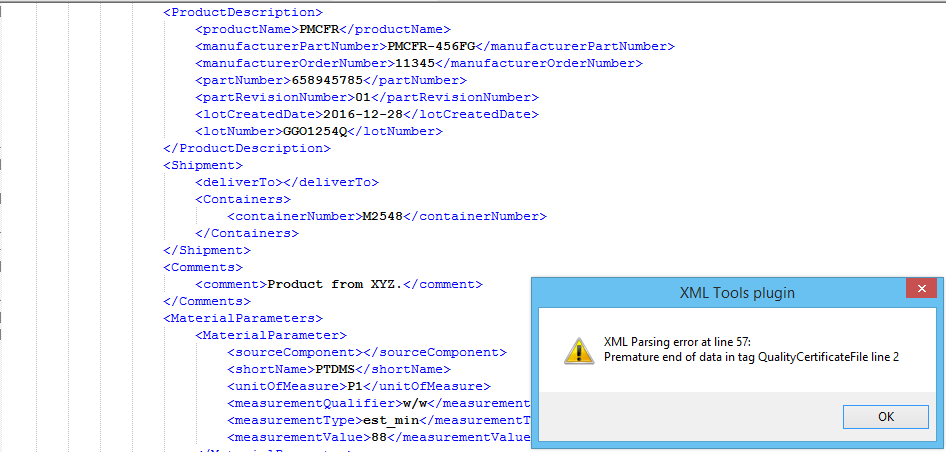 <ProductDescription>
<productName>PMCFR</productName>
<manufacturerPartNumber>PMCFR-456FG</manufacturerPartNumber>
<manufacturerOrderNumber>11345</manufacturerOrderNumber>
<partNumber>658945785</partNumber>
<partRevisionNumber>01</partRevisionNumber>
<lotCreatedDate>2016-12-28</lotCreatedDate>
<lotNumber>GGO1254Q</lotNumber>
</ProductDescription>
<Shipment>
<deliverTo></deliverTo>
<Containers>
<containerNumber>M2548</containerNumber>
</Containers>
</Shipment>
<Comments>
<comment>Product from XYZ.</comment>
</Comments>
<MaterialParameters>
<MaterialParameter>
<sourceComponent></sourceComponent>
<shortName>PTDMS</shortName>
<unitOfMeasure>P1</unitOfMeasure>
<measurementQualifier>w/w</measurement
<measurementType>est_min</measurementT
<measurementValue>88</measurementValue
XML Tools plugin
XML Parsing error at line 57:
Premature end of data in tag QualityCertificateFile line 2
OK